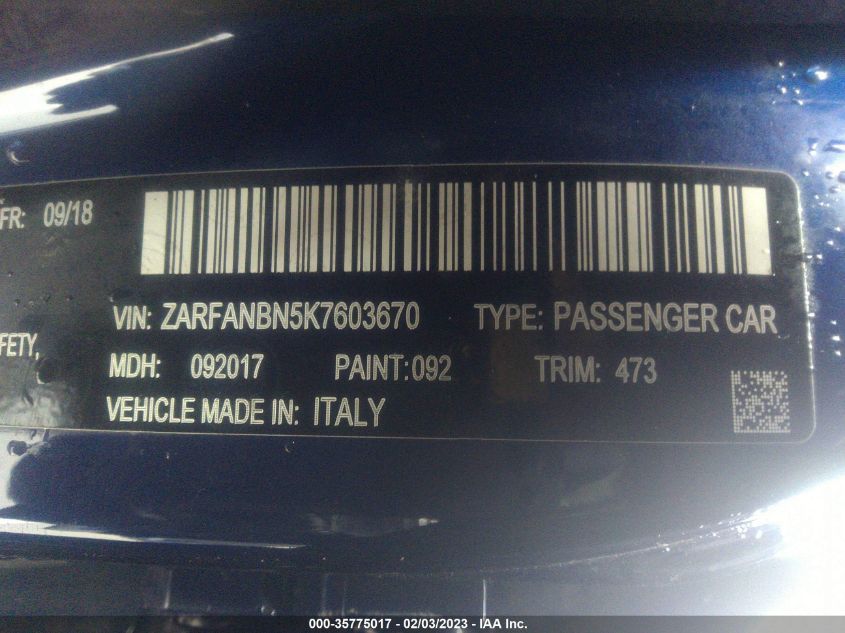 FR: 09/18
VIN: ZARFANBN5K7603670 TYPE: PASSENGER CAR
FETY,
MDH: 092017 PAINT: 092 TRIM: 473
VEHICLE MADE IN: ITALY
000-35775017 - 02/03/2023 - © IAA Inc.